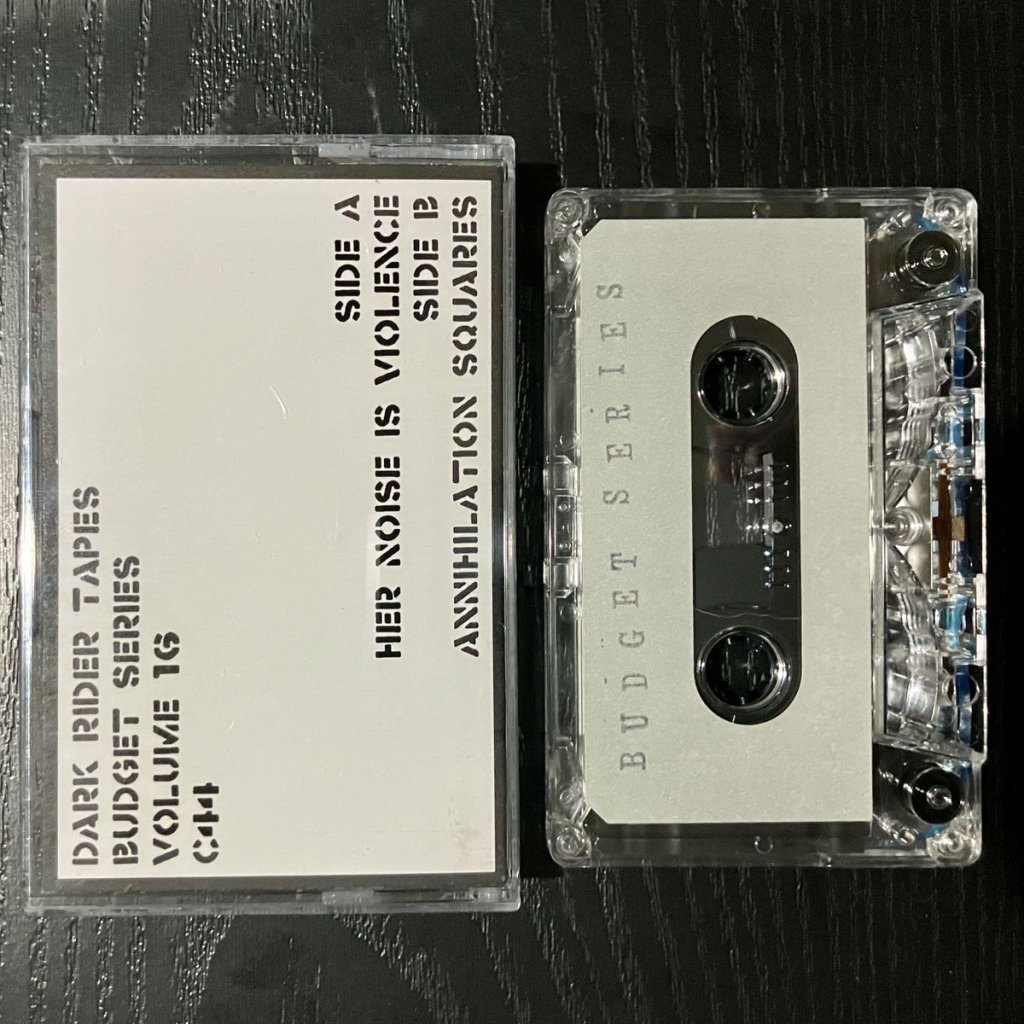 DARK RIDER TAPES
BUDGET SERIES
VOLUME 16
C44
SIDE A
HER NOISE IS VIOLENCE
SIDE B
ANNIHILATION SQUARES
BUDGET SERIES